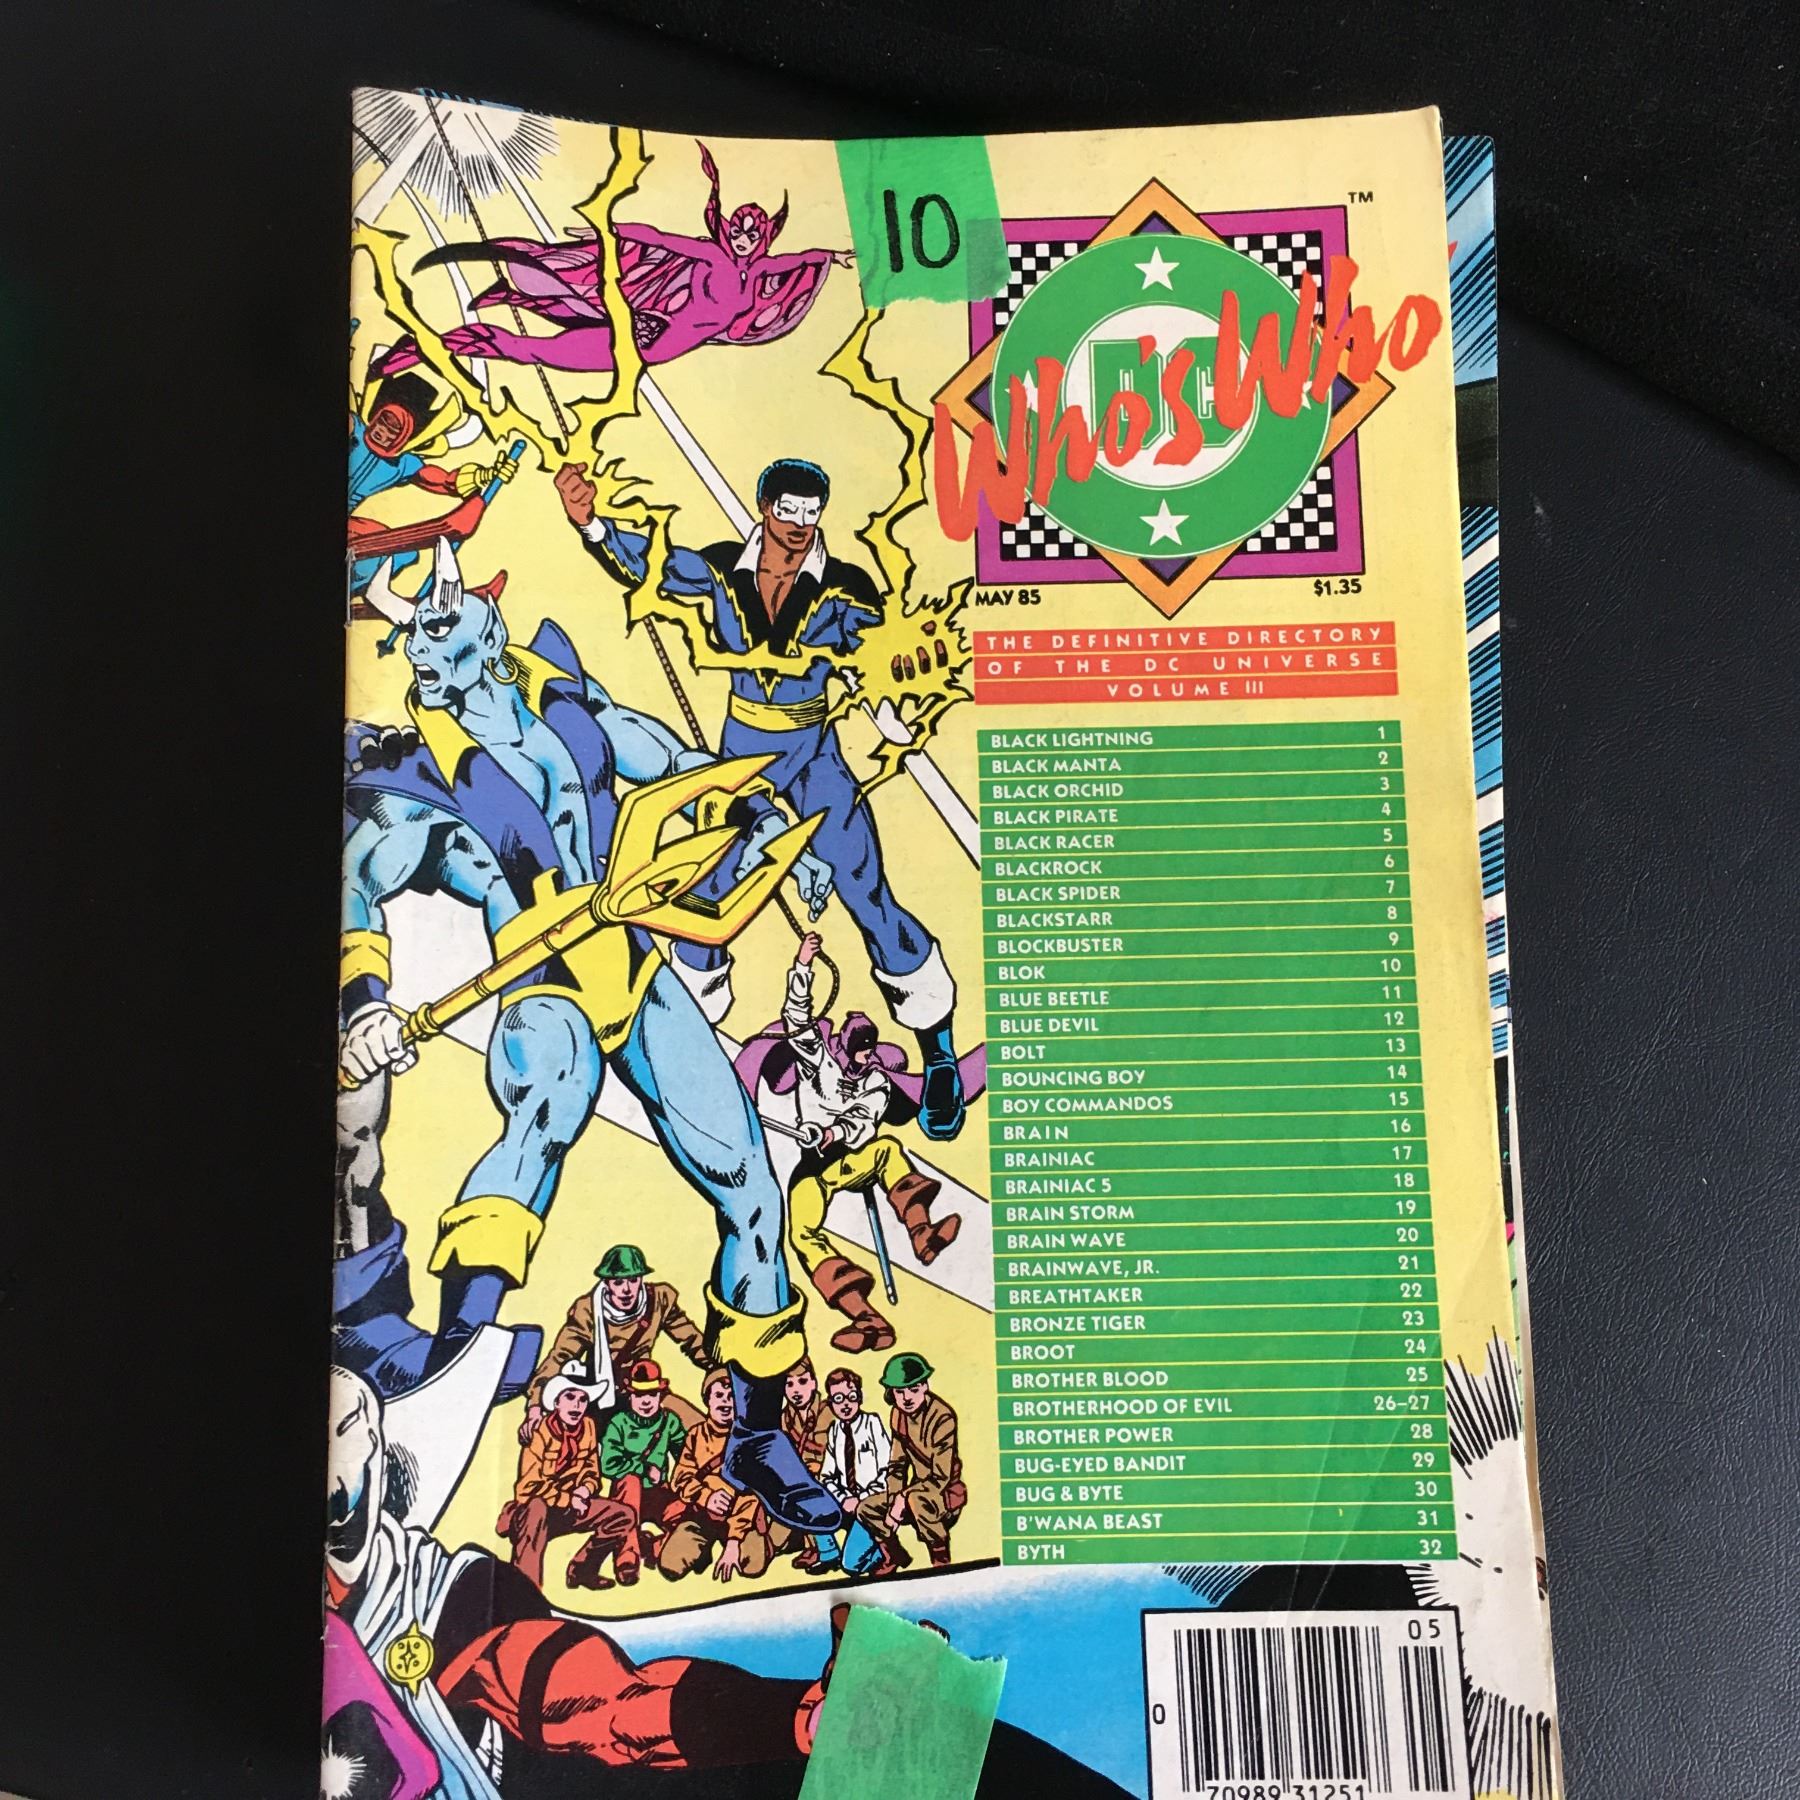 10
TM
DC
Who's Who
MAY 85
$1.35
THE DEFINITIVE DIRECTORY
OF THE DC UNIVERSE
VOLUME III
BLACK LIGHTNING 1
BLACK MANTA 2
BLACK ORCHID 3
BLACK PIRATE 4
BLACK RACER 5
BLACKROCK 6
BLACK SPIDER 7
BLACKSTARR 8
BLOCKBUSTER 9
BLOK 10
BLUE BEETLE 11
BLUE DEVIL 12
BOLT 13
BOUNCING BOY 14
BOY COMMANDOS 15
BRAIN 16
BRAINIAC 17
BRAINIAC 5 18
BRAIN STORM 19
BRAIN WAVE 20
BRAINWAVE, JR. 21
BREATHTAKER 22
BRONZE TIGER 23
BROOT 24
BROTHER BLOOD 25
BROTHERHOOD OF EVIL 26–27
BROTHER POWER 28
BUG-EYED BANDIT 29
BUG & BYTE 30
B'WANA BEAST 31
BYTH 32
05
0
70989 31251